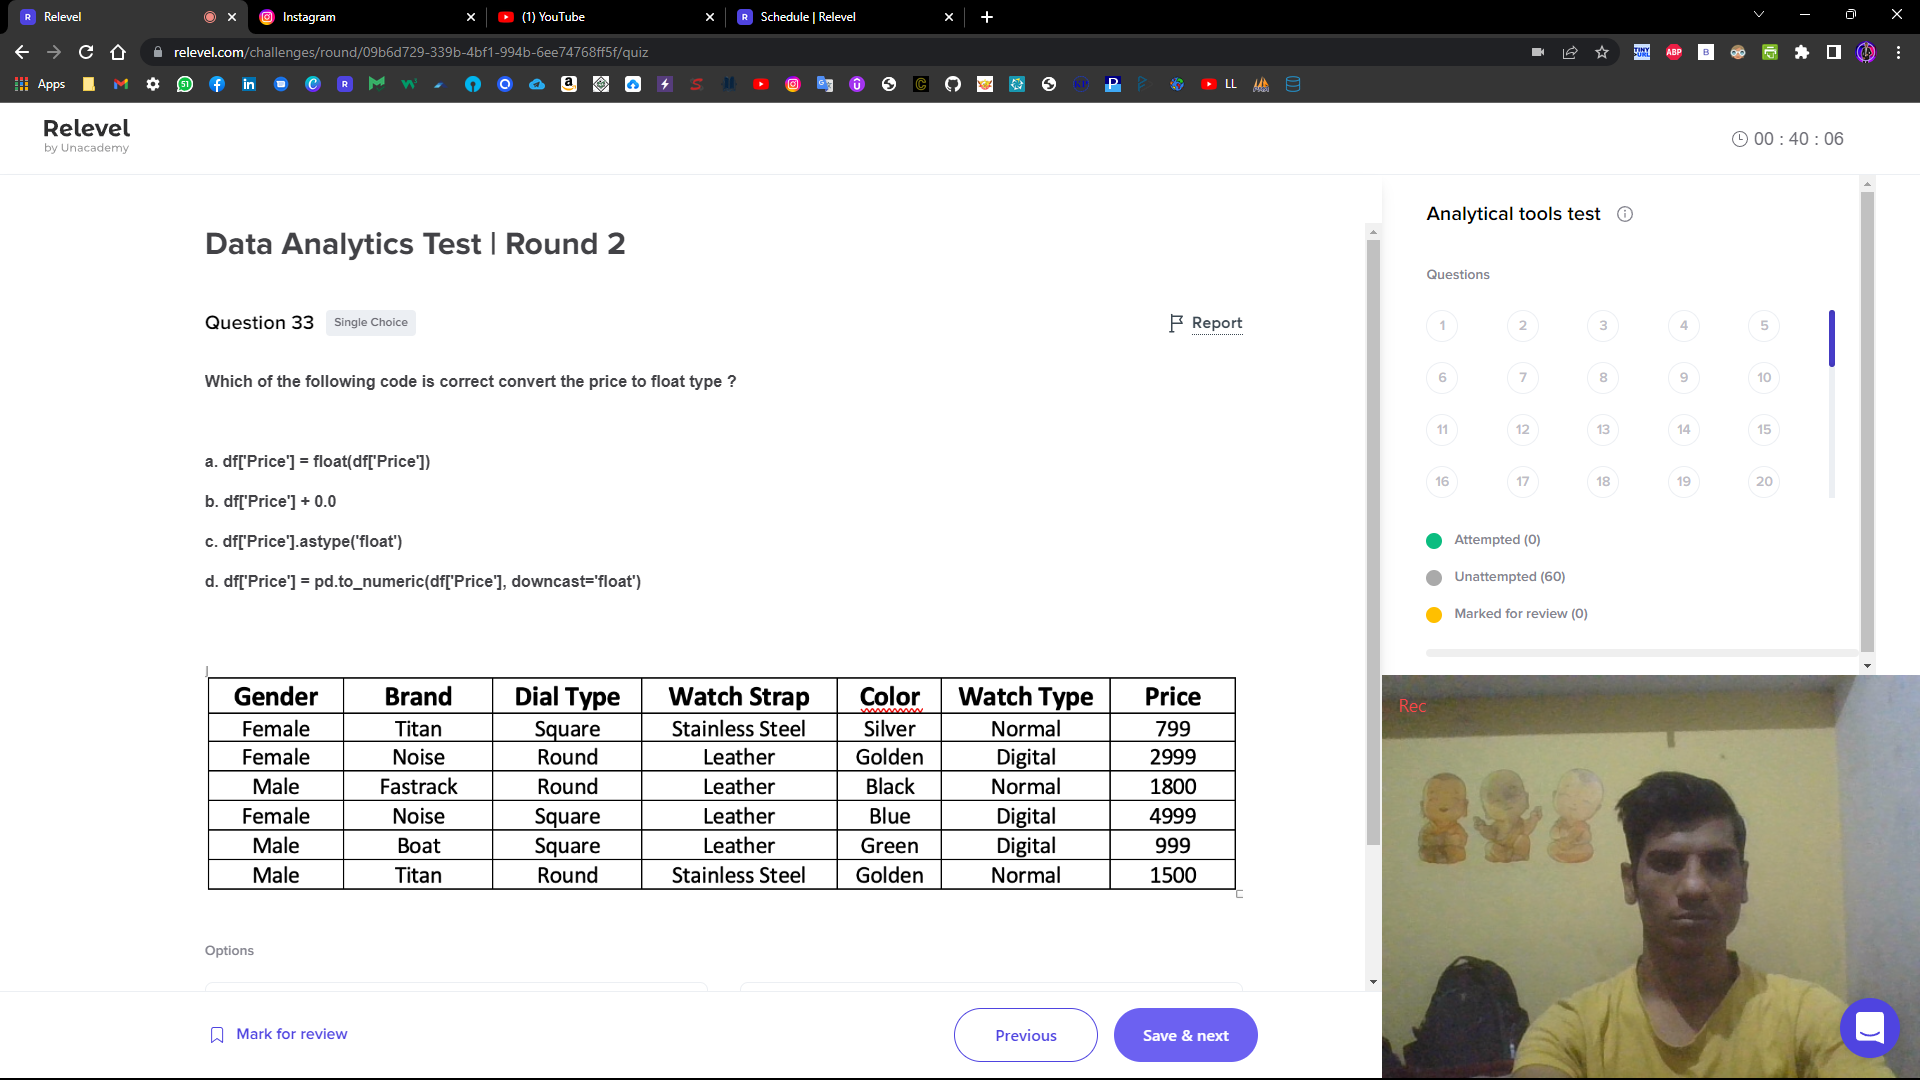 Relevel
Instagram
(1) YouTube
Schedule | Relevel
relevel.com/challenges/round/09b6d729-339b-4bf1-994b-6ee74768ff5f/quiz
Apps
LL
Relevel
by Unacademy
00 : 40 : 06
Data Analytics Test | Round 2
Question 33
Single Choice
Report
Which of the following code is correct convert the price to float type ?
a. df['Price'] = float(df['Price'])
b. df['Price'] + 0.0
c. df['Price'].astype('float')
d. df['Price'] = pd.to_numeric(df['Price'], downcast='float')
Gender Brand Dial Type Watch Strap Color Watch Type Price
Female Titan Square Stainless Steel Silver Normal 799
Female Noise Round Leather Golden Digital 2999
Male Fastrack Round Leather Black Normal 1800
Female Noise Square Leather Blue Digital 4999
Male Boat Square Leather Green Digital 999
Male Titan Round Stainless Steel Golden Normal 1500
Options
Mark for review
Previous
Save & next
Analytical tools test
Questions
1 2 3 4 5
6 7 8 9 10
11 12 13 14 15
16 17 18 19 20
Attempted (0)
Unattempted (60)
Marked for review (0)
Rec